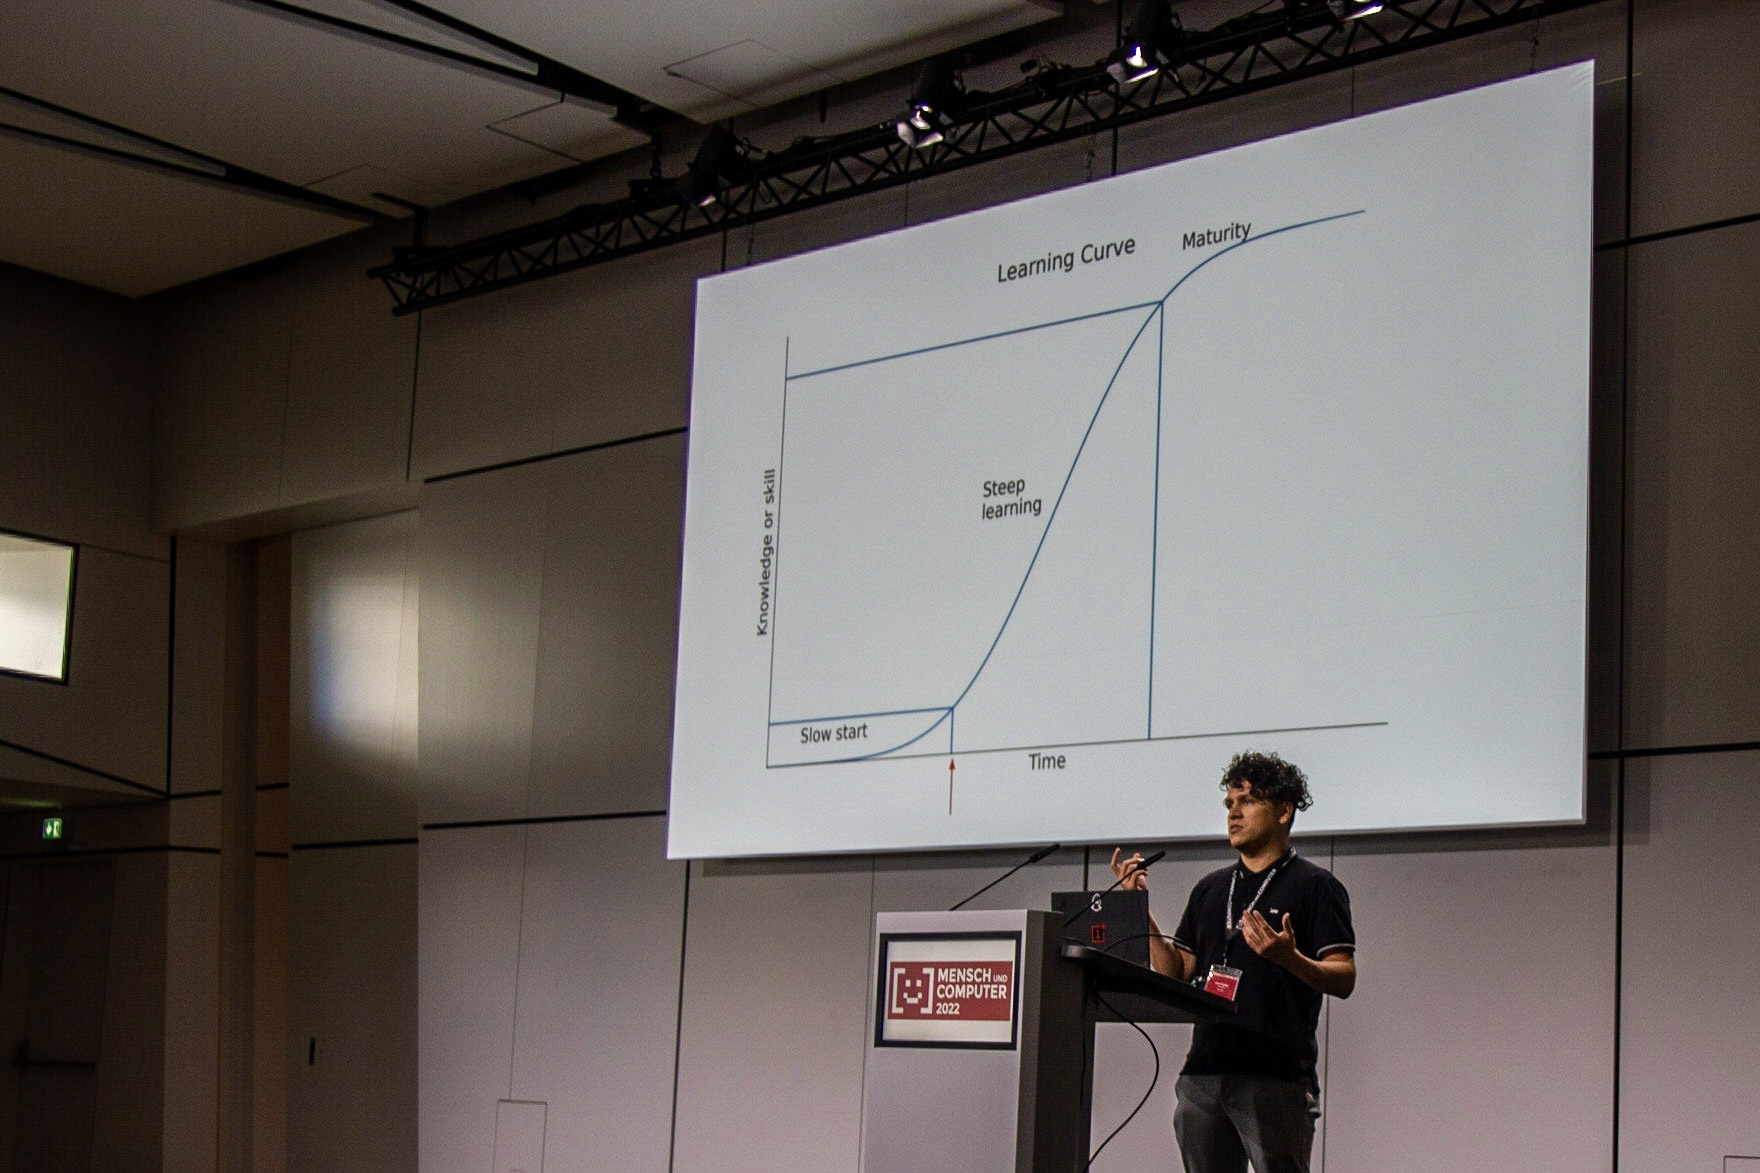 Learning Curve
Maturity
Knowledge or skill
Steep
learning
Slow start
Time
MENSCH UND
COMPUTER
2022